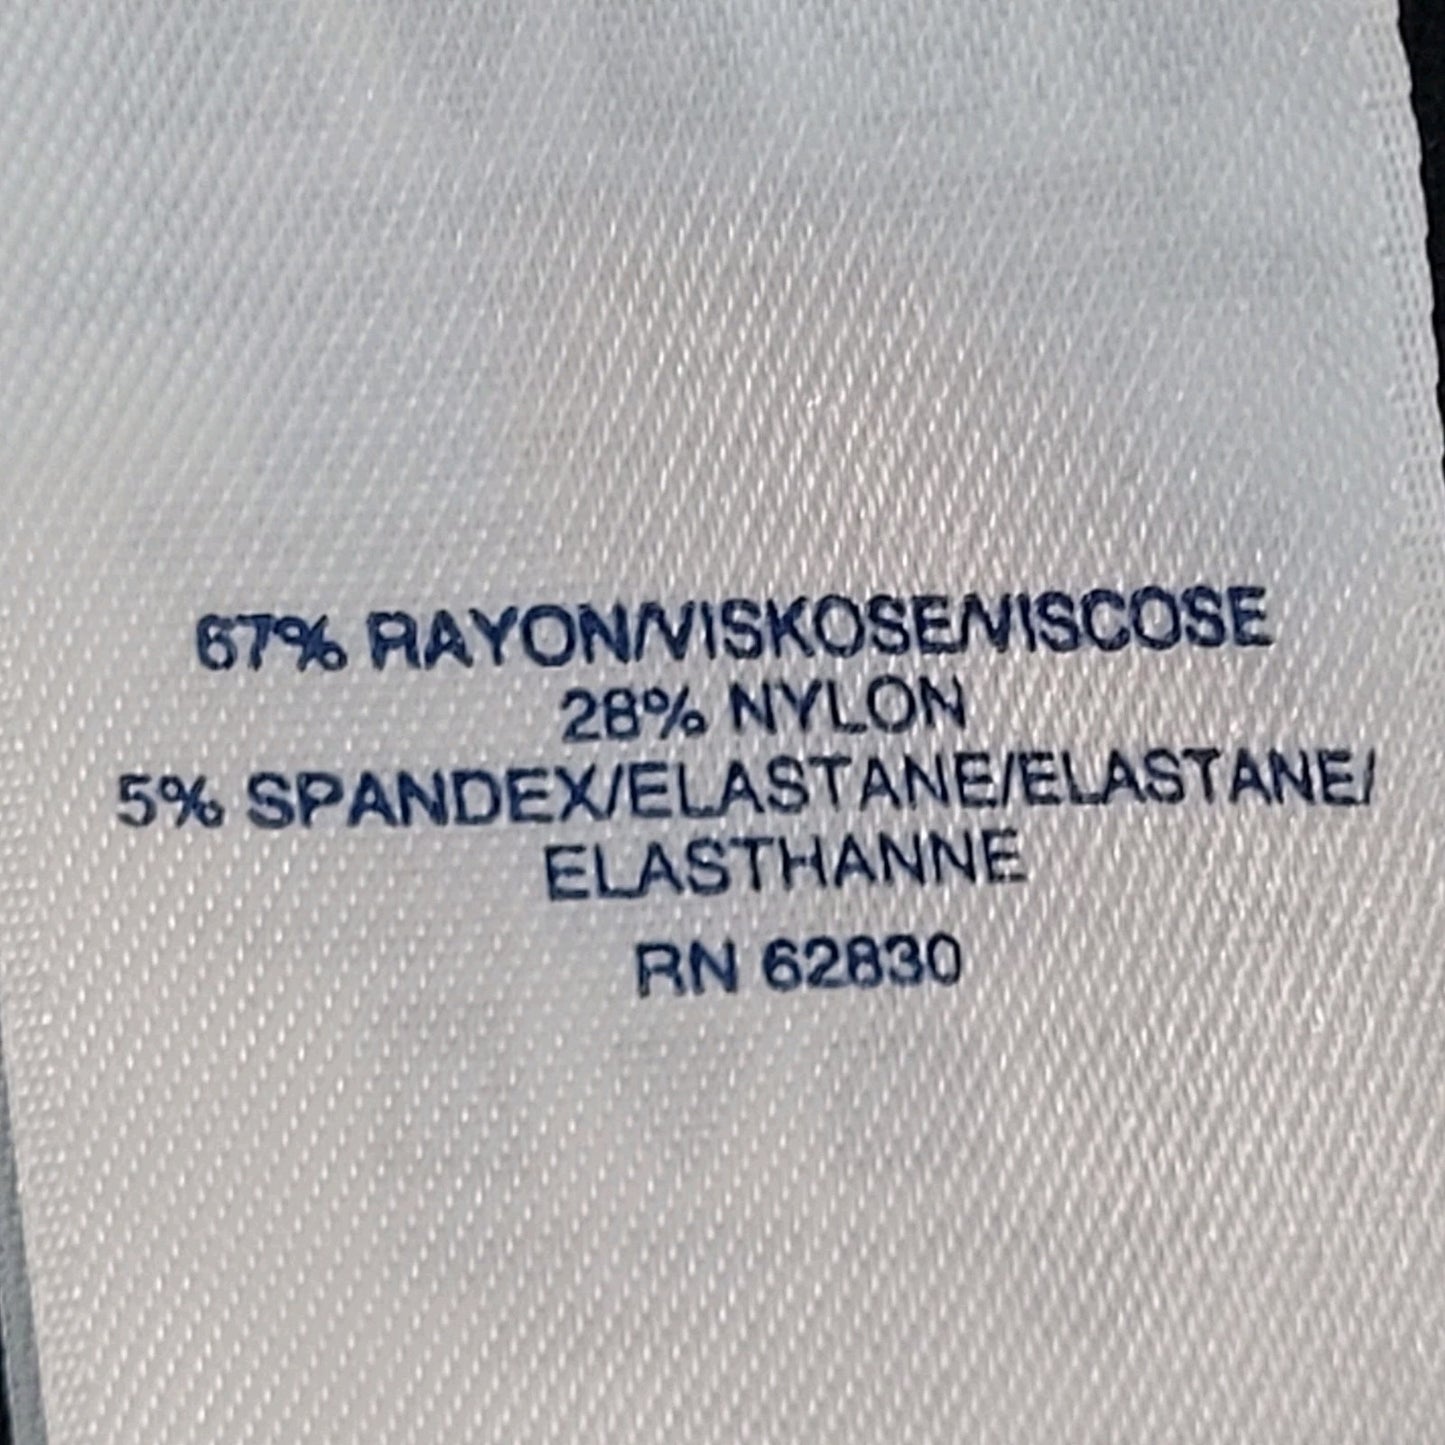 67% RAYON/VISKOSE/VISCOSE
28% NYLON
5% SPANDEX/ELASTANE/ELASTANE/
ELASTHANNE
RN 62830